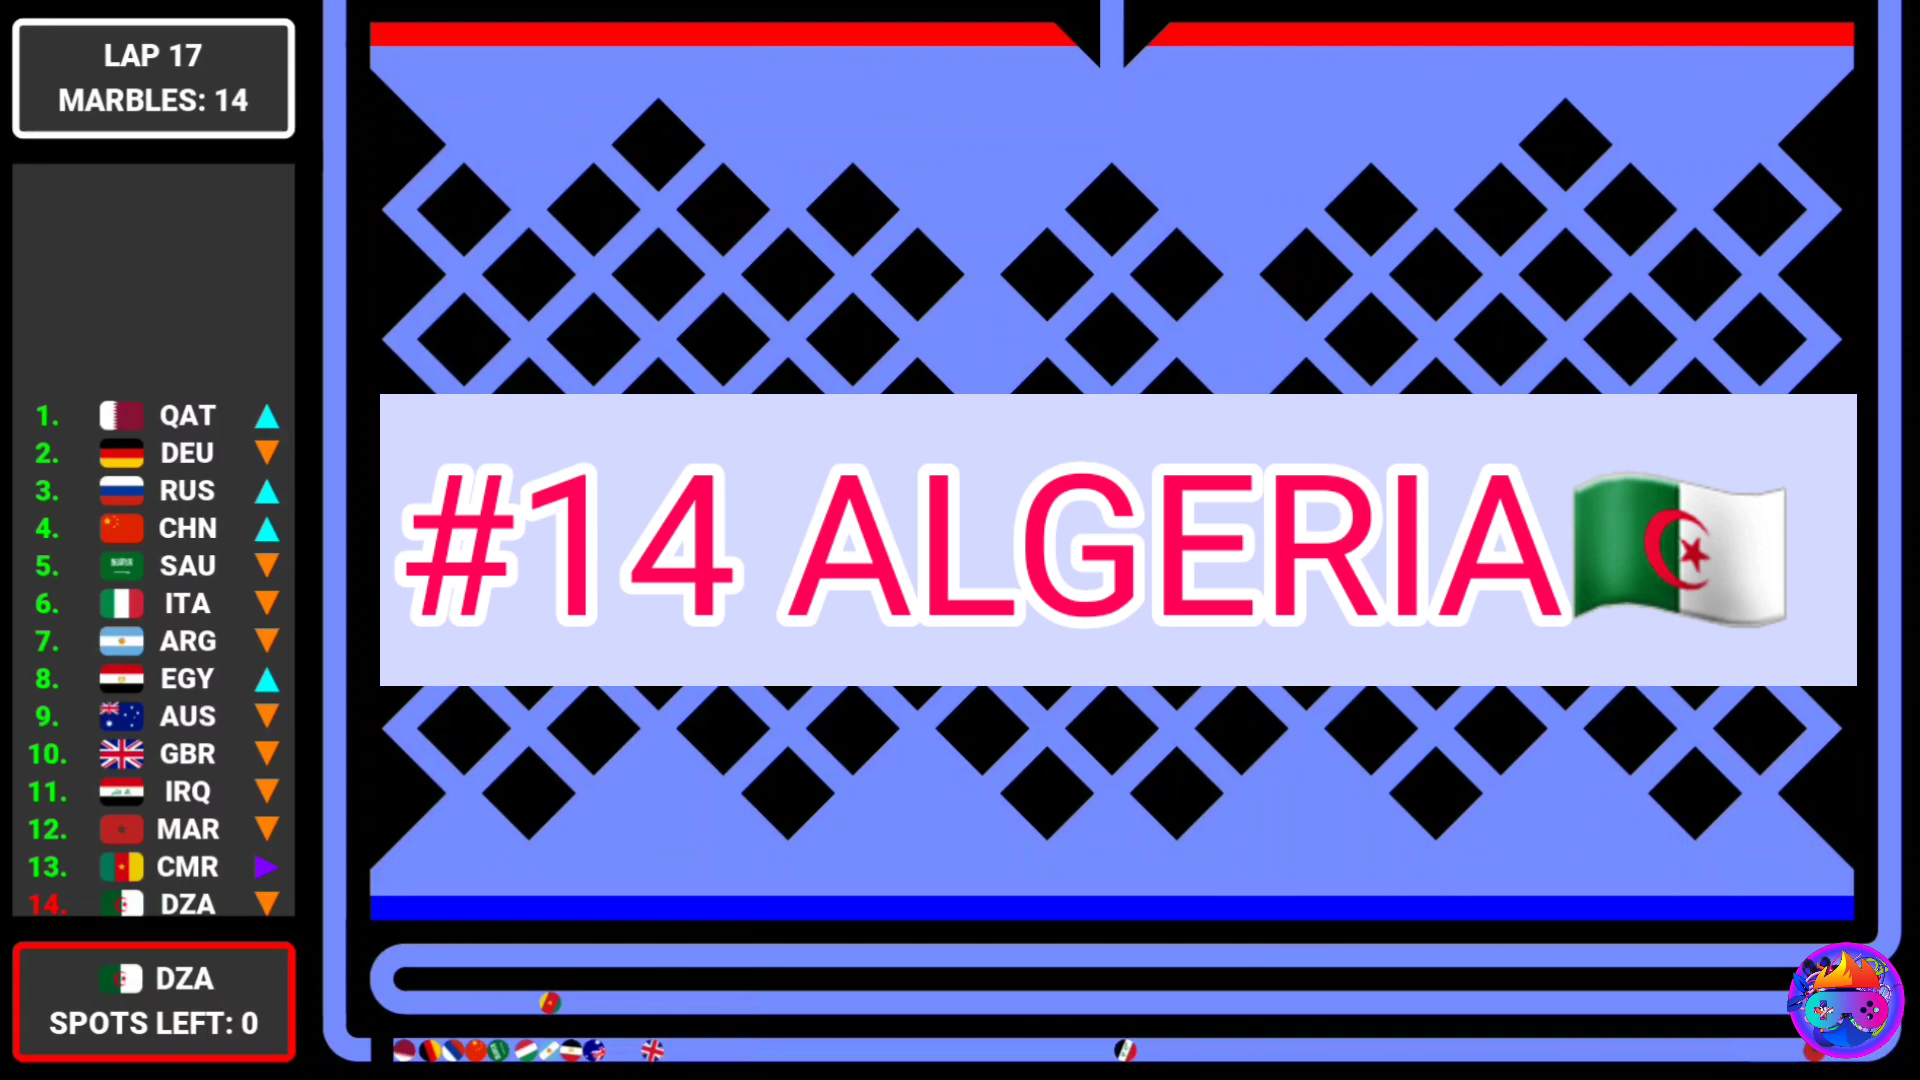 LAP 17
MARBLES: 14
1. QAT
2. DEU
3. RUS
4. CHN
5. SAU
6. ITA
7. ARG
8. EGY
9. AUS
10. GBR
11. IRQ
12. MAR
13. CMR
14. DZA
DZA
SPOTS LEFT: 0
#14 ALGERIA